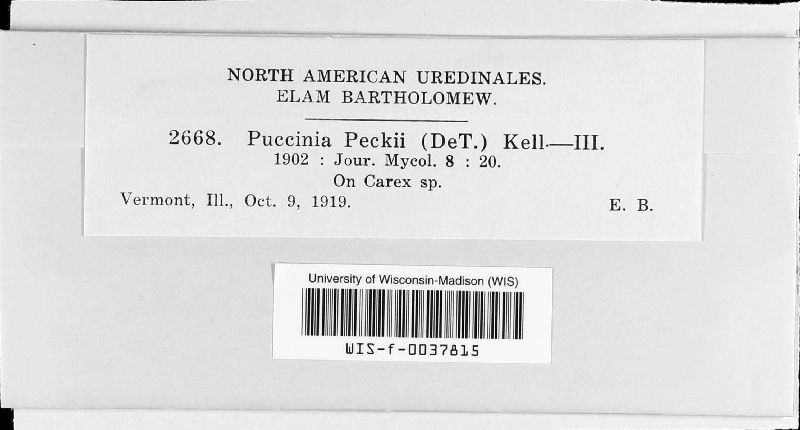 NORTH AMERICAN UREDINALES.
ELAM BARTHOLOMEW.
2668. Puccinia Peckii (DeT.) Kell.—III.
1902 : Jour. Mycol. 8 : 20.
On Carex sp.
Vermont, Ill., Oct. 9, 1919. E. B.
University of Wisconsin-Madison (WIS)
WIS-f-0037815